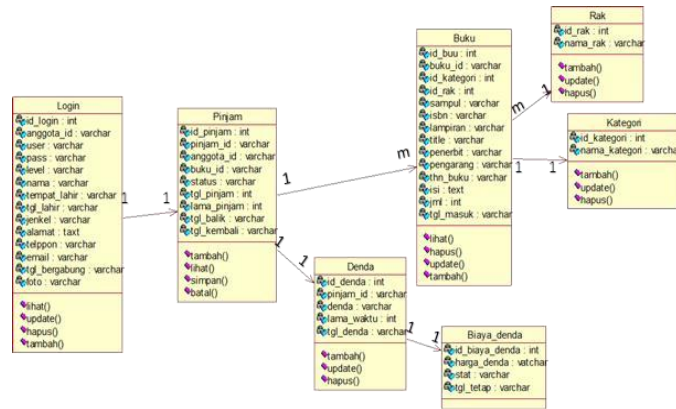 Login
id_login : int
anggota_id : varchar
user : varchar
pass : varchar
level : varchar
nama : varchar
tempat_lahir : varchar
tgl_lahir : varchar
jenkel : varchar
alamat : taxt
telppon : varchar
email : varchar
tgl_bergabung : varchar
foto : varchar
lihat()
update()
hapus()
tambah()
1
1
Pinjam
id_pinjam : int
pinjam_id : varchar
anggota_id : varchar
buku_id : varchar
status : varchar
tgl_pinjam : varchar
lama_pinjam : int
tgl_balik : varchar
tgl_kembali : varchar
tambah()
lihat()
simpan()
batal()
1
m
1
1
Buku
id_buu : int
buku_id : varchar
id_kategori : int
id_rak : int
sampul : varchar
isbn : varchar
lampiran : varchar
title : varchar
penerbit : varchar
pengarang : varchar
thn_buku : varchar
isi : text
jml : int
tgl_masuk : varchar
lihat()
hapus()
update()
tambah()
m
1
1
1
Rak
id_rak : int
nama_rak : varchar
tambah()
update()
hapus()
Kategori
id_kategori : int
nama_kategori : varchar
tambah()
update()
hapus()
Denda
id_denda : int
pinjam_id : varchar
denda : varchar
lama_waktu : int
tgl_denda : varchar
tambah()
update()
hapus()
1
1
Biaya_denda
id_biaya_denda : int
harga_denda : vatchar
stat : varchar
tgl_tetap : varchar